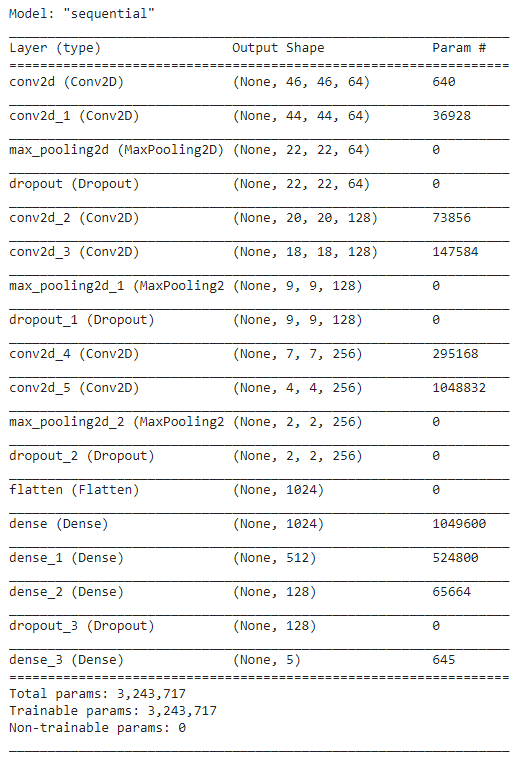 Model: "sequential"
Layer (type) Output Shape Param #
conv2d (Conv2D) (None, 46, 46, 64) 640
conv2d_1 (Conv2D) (None, 44, 44, 64) 36928
max_pooling2d (MaxPooling2D) (None, 22, 22, 64) 0
dropout (Dropout) (None, 22, 22, 64) 0
conv2d_2 (Conv2D) (None, 20, 20, 128) 73856
conv2d_3 (Conv2D) (None, 18, 18, 128) 147584
max_pooling2d_1 (MaxPooling2 (None, 9, 9, 128) 0
dropout_1 (Dropout) (None, 9, 9, 128) 0
conv2d_4 (Conv2D) (None, 7, 7, 256) 295168
conv2d_5 (Conv2D) (None, 4, 4, 256) 1048832
max_pooling2d_2 (MaxPooling2 (None, 2, 2, 256) 0
dropout_2 (Dropout) (None, 2, 2, 256) 0
flatten (Flatten) (None, 1024) 0
dense (Dense) (None, 1024) 1049600
dense_1 (Dense) (None, 512) 524800
dense_2 (Dense) (None, 128) 65664
dropout_3 (Dropout) (None, 128) 0
dense_3 (Dense) (None, 5) 645
Total params: 3,243,717
Trainable params: 3,243,717
Non-trainable params: 0